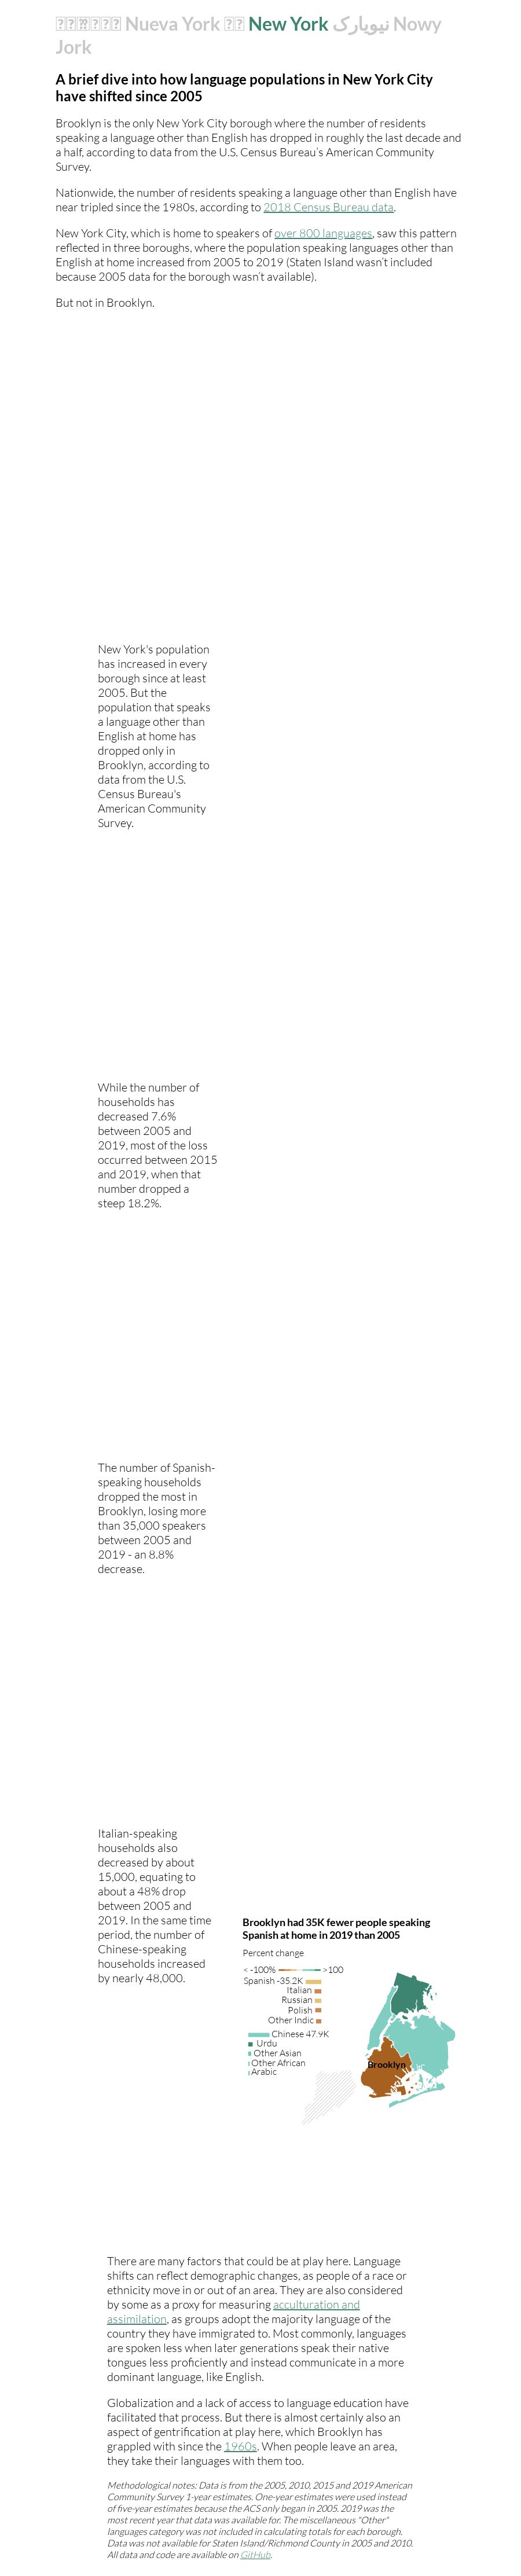 Nueva York New York نیویارک Nowy
Jork
A brief dive into how language populations in New York City
have shifted since 2005
Brooklyn is the only New York City borough where the number of residents
speaking a language other than English has dropped in roughly the last decade and
a half, according to data from the U.S. Census Bureau’s American Community
Survey.
Nationwide, the number of residents speaking a language other than English have
near tripled since the 1980s, according to 2018 Census Bureau data.
New York City, which is home to speakers of over 800 languages, saw this pattern
reflected in three boroughs, where the population speaking languages other than
English at home increased from 2005 to 2019 (Staten Island wasn’t included
because 2005 data for the borough wasn’t available).
But not in Brooklyn.
New York's population
has increased in every
borough since at least
2005. But the
population that speaks
a language other than
English at home has
dropped only in
Brooklyn, according to
data from the U.S.
Census Bureau's
American Community
Survey.
While the number of
households has
decreased 7.6%
between 2005 and
2019, most of the loss
occurred between 2015
and 2019, when that
number dropped a
steep 18.2%.
The number of Spanish-
speaking households
dropped the most in
Brooklyn, losing more
than 35,000 speakers
between 2005 and
2019 - an 8.8%
decrease.
Italian-speaking
households also
decreased by about
15,000, equating to
about a 48% drop
between 2005 and
2019. In the same time
period, the number of
Chinese-speaking
households increased
by nearly 48,000.
Brooklyn had 35K fewer people speaking
Spanish at home in 2019 than 2005
Percent change
< -100% >100
Spanish -35.2K
Italian
Russian
Polish
Other Indic
Chinese 47.9K
Urdu
Other Asian
Other African
Arabic
Brooklyn
There are many factors that could be at play here. Language
shifts can reflect demographic changes, as people of a race or
ethnicity move in or out of an area. They are also considered
by some as a proxy for measuring acculturation and
assimilation, as groups adopt the majority language of the
country they have immigrated to. Most commonly, languages
are spoken less when later generations speak their native
tongues less proficiently and instead communicate in a more
dominant language, like English.
Globalization and a lack of access to language education have
facilitated that process. But there is almost certainly also an
aspect of gentrification at play here, which Brooklyn has
grappled with since the 1960s. When people leave an area,
they take their languages with them too.
Methodological notes: Data is from the 2005, 2010, 2015 and 2019 American
Community Survey 1-year estimates. One-year estimates were used instead
of five-year estimates because the ACS only began in 2005. 2019 was the
most recent year that data was available for. The miscellaneous "Other"
languages category was not included in calculating totals for each borough.
Data was not available for Staten Island/Richmond County in 2005 and 2010.
All data and code are available on GitHub.